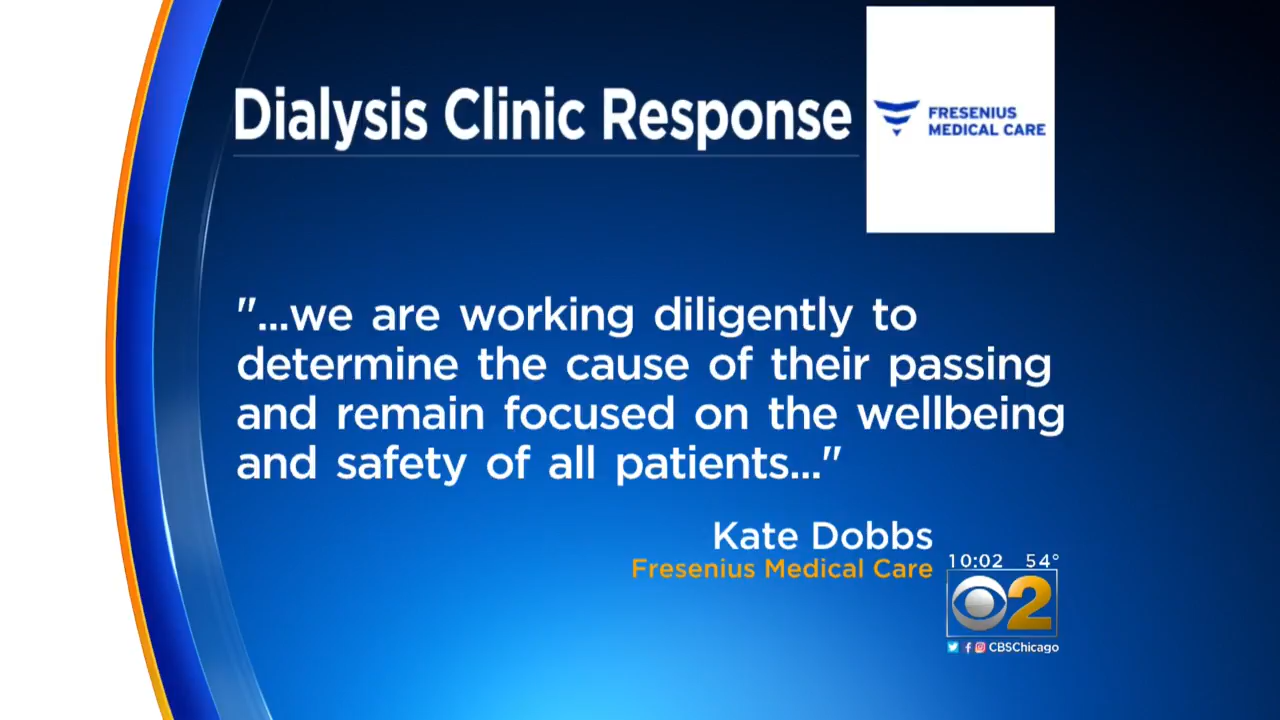 Dialysis Clinic Response
FRESENIUS
MEDICAL CARE
"...we are working diligently to
determine the cause of their passing
and remain focused on the wellbeing
and safety of all patients..."
Kate Dobbs
Fresenius Medical Care
10:02 54°
2
CBSChicago